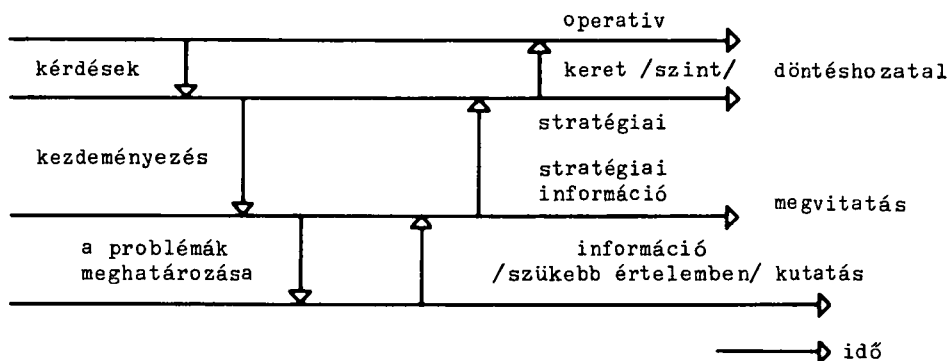 operativ
kérdések
keret /szint/
döntéshozatal
stratégiai
kezdeményezés
stratégiai
információ
megvitatás
a problémák
meghatározása
információ
/szükebb értelemben/ kutatás
idő